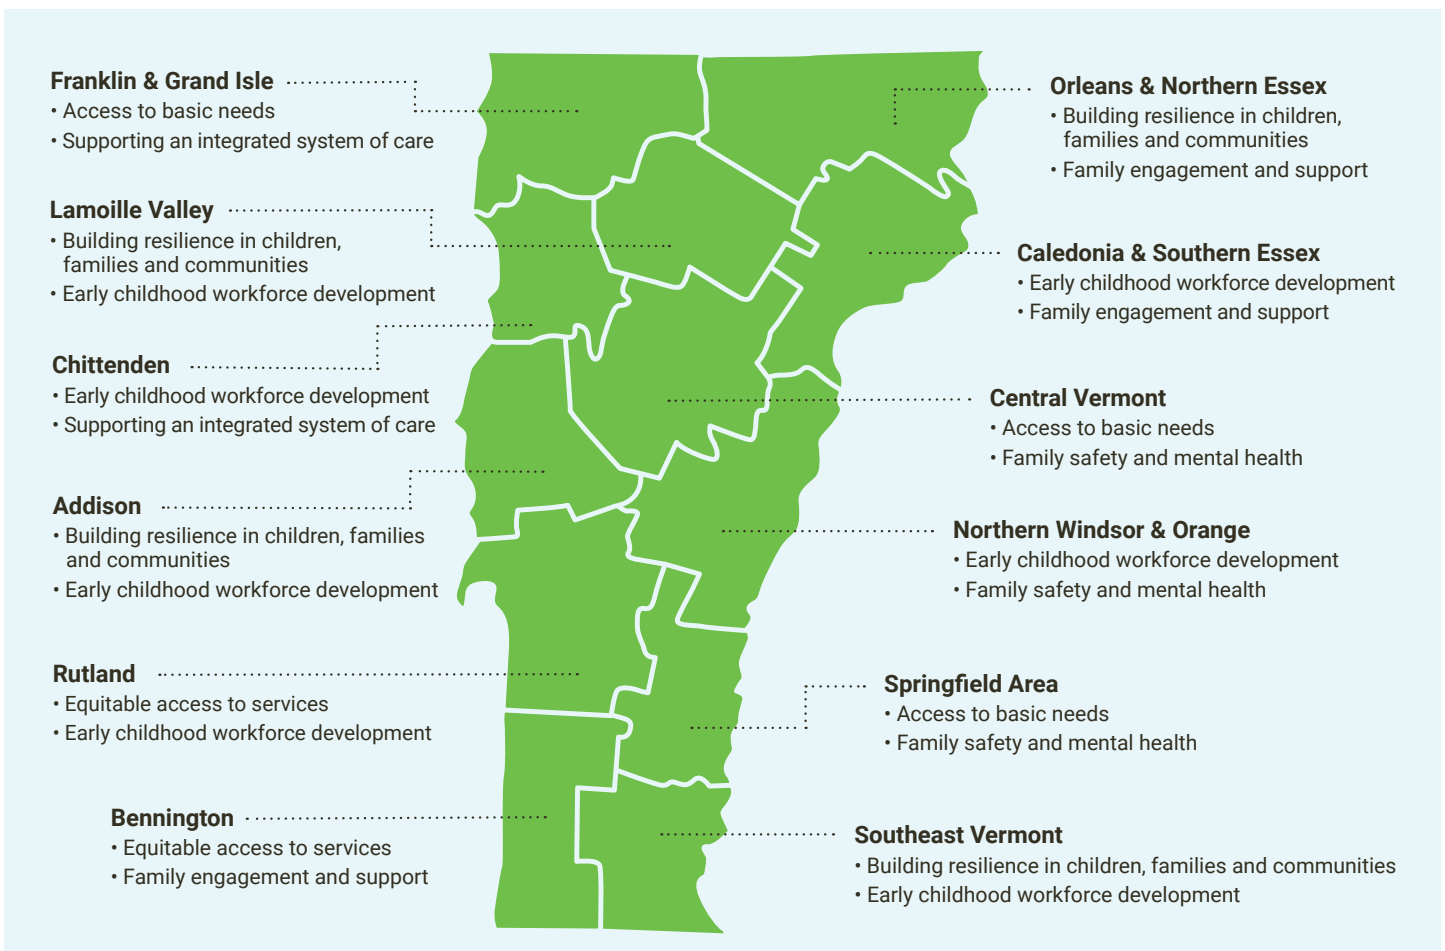 Franklin & Grand Isle
• Access to basic needs
• Supporting an integrated system of care
Lamoille Valley
• Building resilience in children,
families and communities
• Early childhood workforce development
Chittenden
• Early childhood workforce development
• Supporting an integrated system of care
Addison
• Building resilience in children, families
and communities
• Early childhood workforce development
Rutland
• Equitable access to services
• Early childhood workforce development
Bennington
• Equitable access to services
• Family engagement and support
Orleans & Northern Essex
• Building resilience in children,
families and communities
• Family engagement and support
Caledonia & Southern Essex
• Early childhood workforce development
• Family engagement and support
Central Vermont
• Access to basic needs
• Family safety and mental health
Northern Windsor & Orange
• Early childhood workforce development
• Family safety and mental health
Springfield Area
• Access to basic needs
• Family safety and mental health
Southeast Vermont
• Building resilience in children, families and communities
• Early childhood workforce development